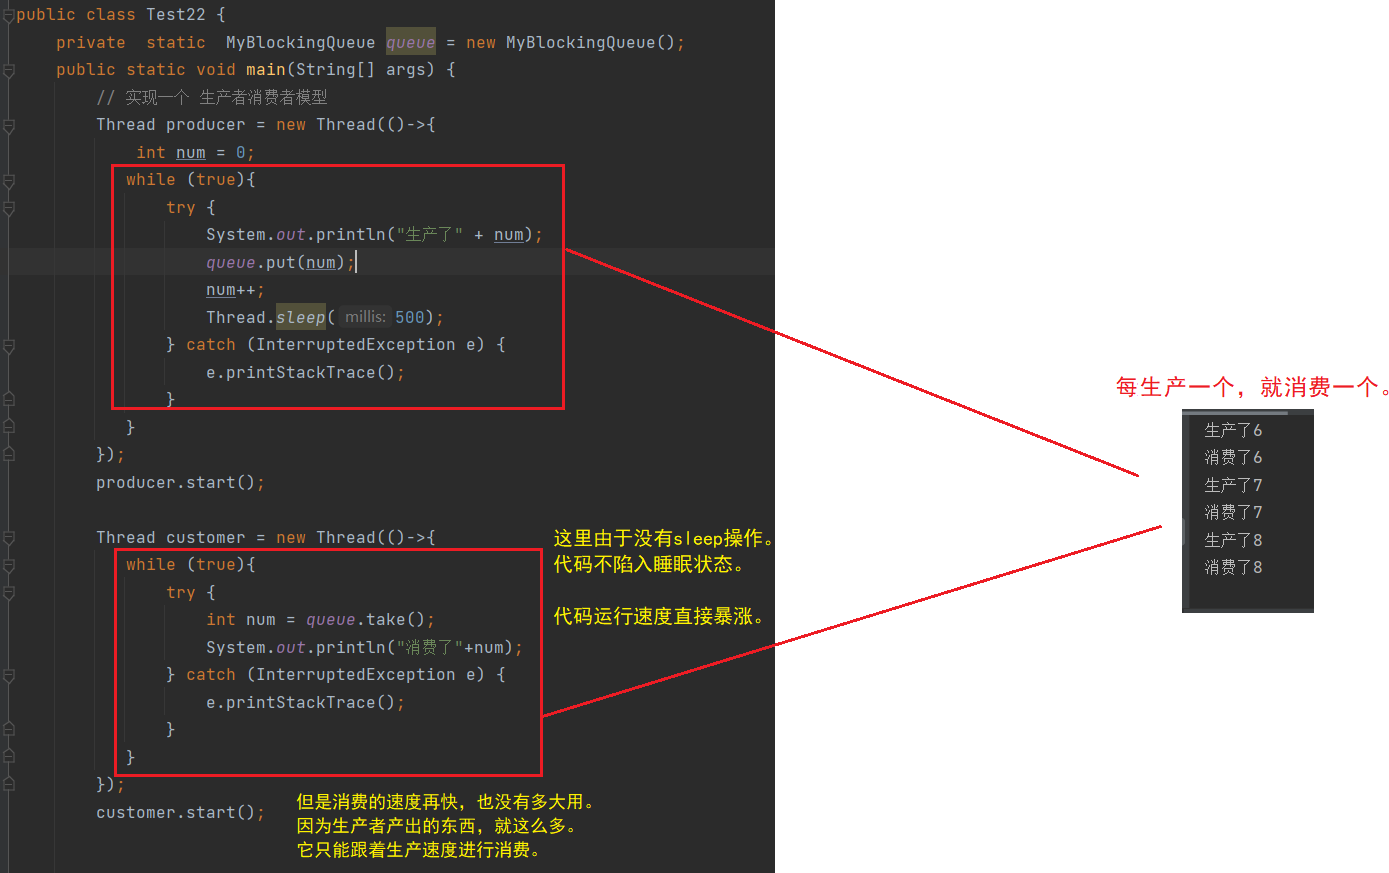 public class Test22 {
private static MyBlockingQueue queue = new MyBlockingQueue();
public static void main(String[] args) {
// 实现一个 生产者消费者模型
Thread producer = new Thread(()->{
int num = 0;
while (true){
try {
System.out.println("生产了" + num);
queue.put(num);
num++;
Thread.sleep( millis: 500);
} catch (InterruptedException e) {
e.printStackTrace();
}
}
});
producer.start();
Thread customer = new Thread(()->{
while (true){
try {
int num = queue.take();
System.out.println("消费了"+num);
} catch (InterruptedException e) {
e.printStackTrace();
}
}
});
customer.start();
这里由于没有sleep操作。
代码不陷入睡眠状态。
代码运行速度直接暴涨。
但是消费的速度再快，也没有多大用。
因为生产者产出的东西，就这么多。
它只能跟着生产速度进行消费。
每生产一个，就消费一个。
生产了6
消费了6
生产了7
消费了7
生产了8
消费了8